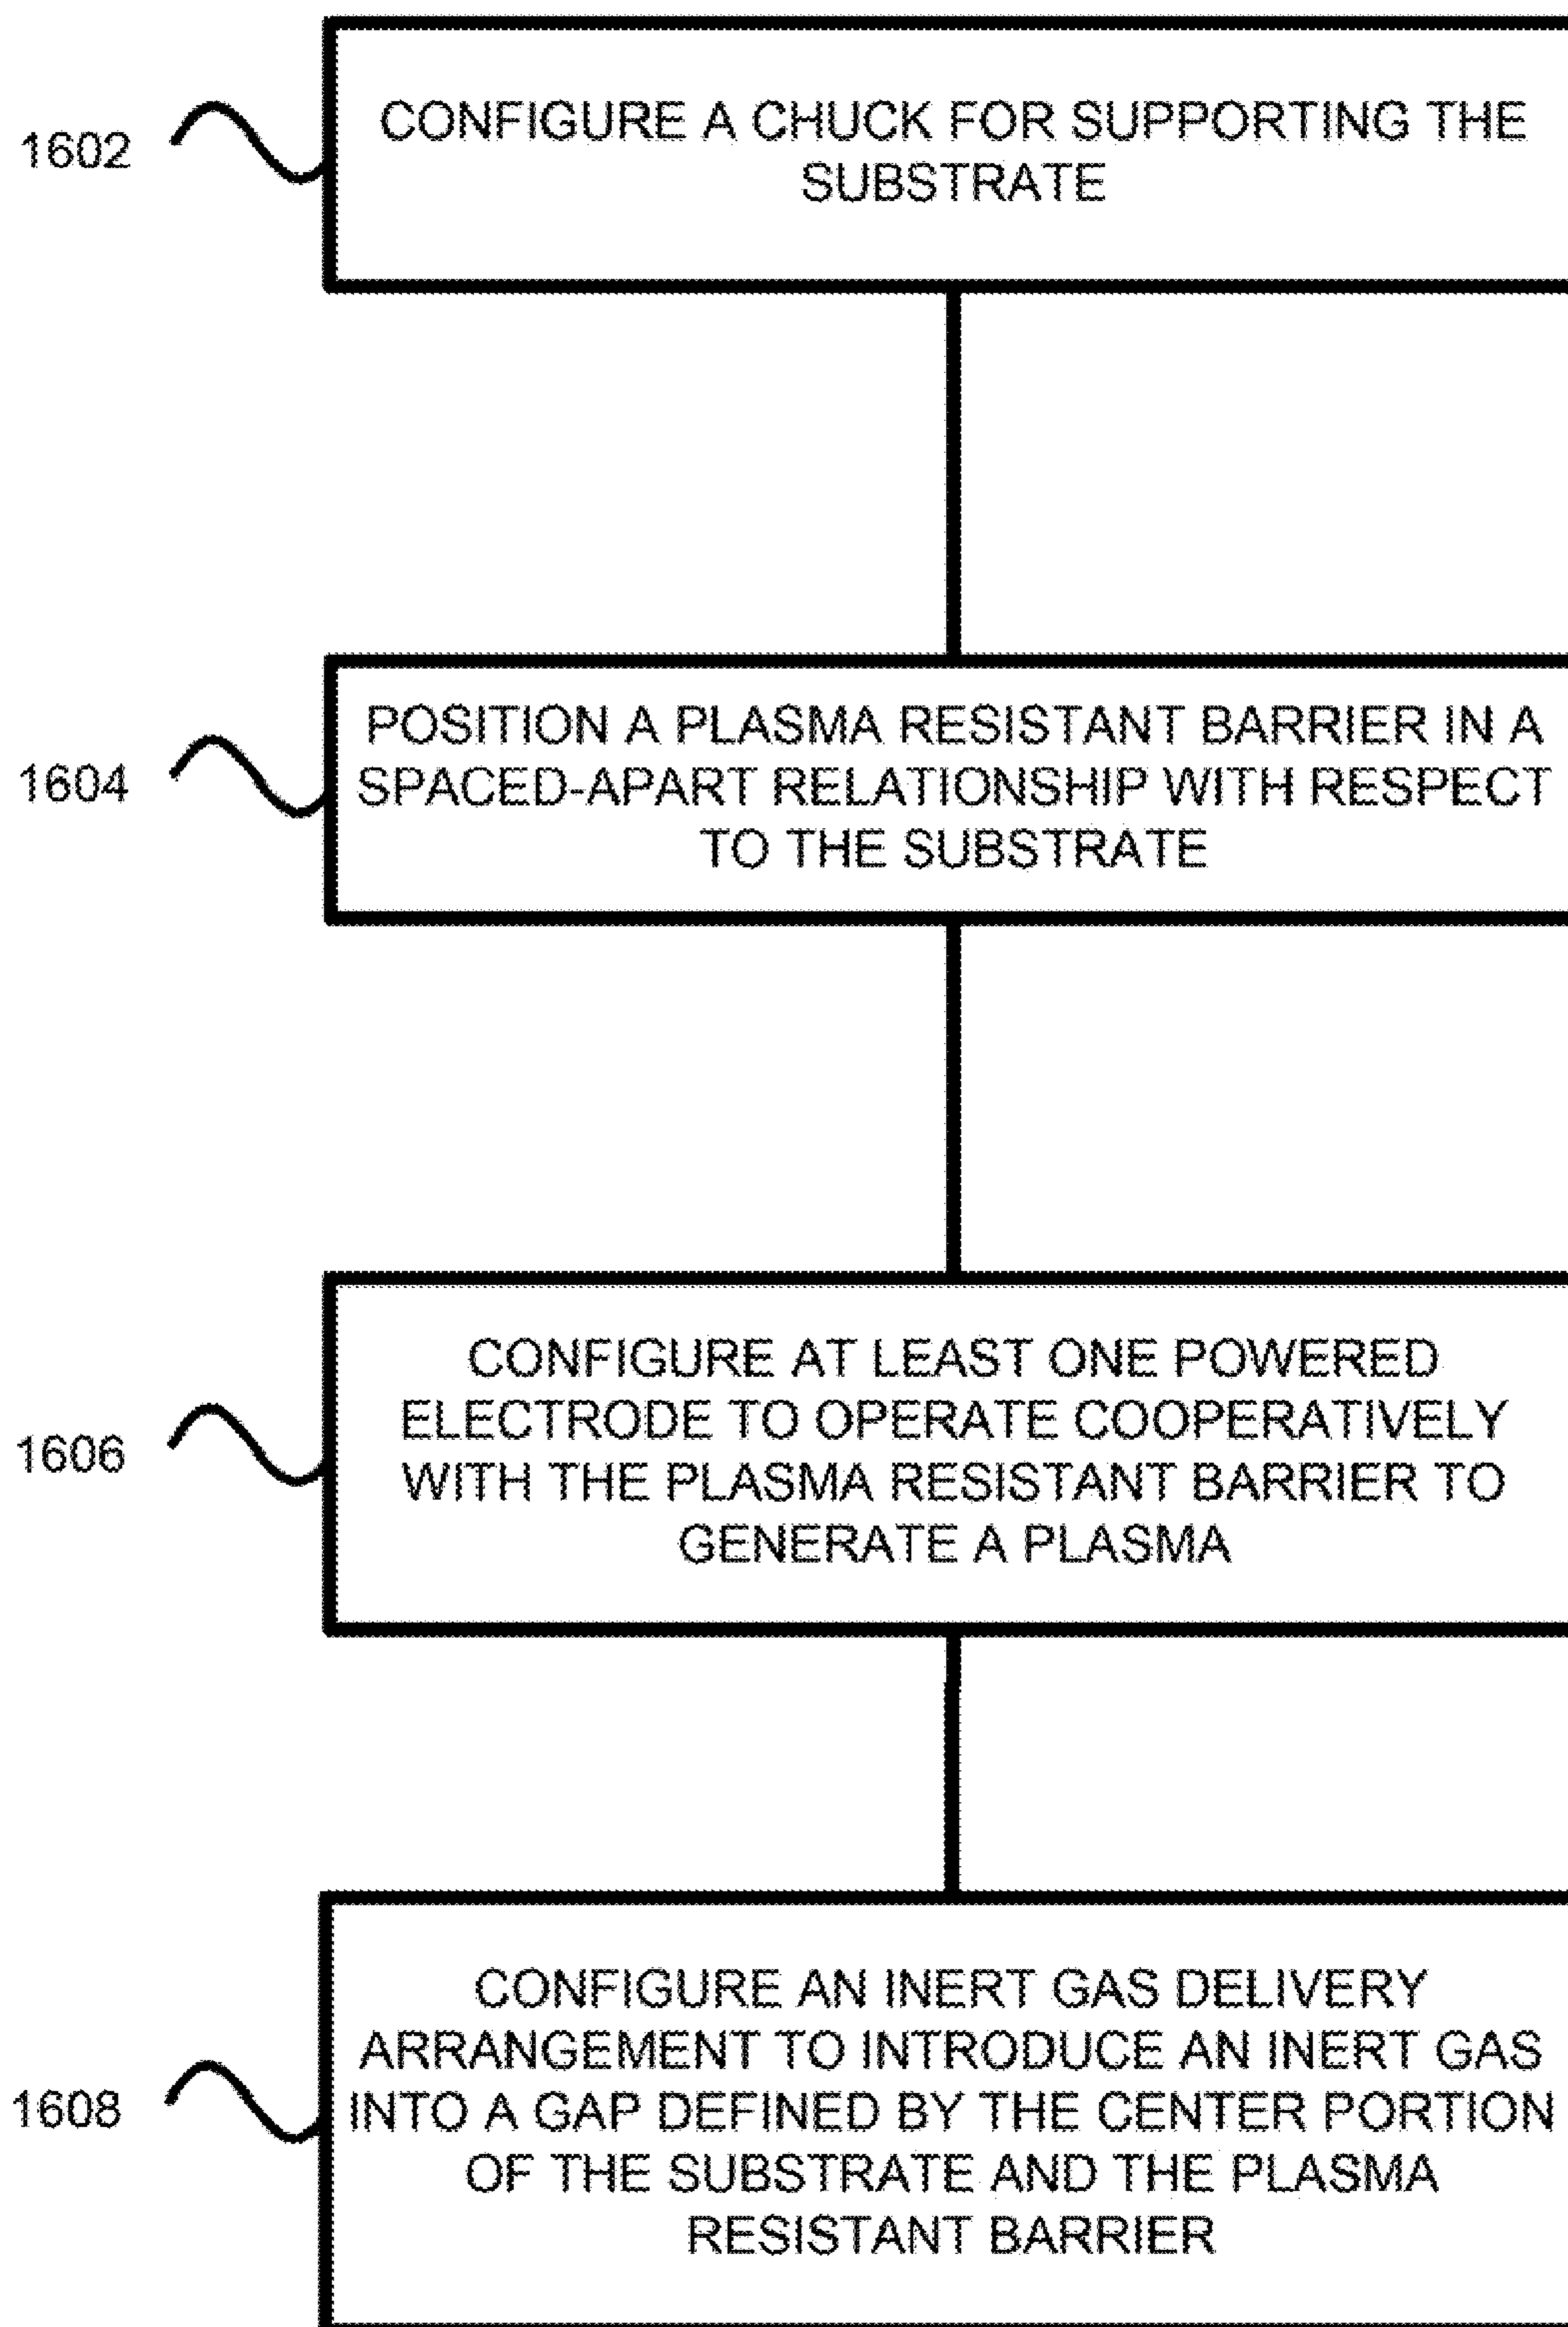 1602
CONFIGURE A CHUCK FOR SUPPORTING THE
SUBSTRATE
1604
POSITION A PLASMA RESISTANT BARRIER IN A
SPACED-APART RELATIONSHIP WITH RESPECT
TO THE SUBSTRATE
1606
CONFIGURE AT LEAST ONE POWERED
ELECTRODE TO OPERATE COOPERATIVELY
WITH THE PLASMA RESISTANT BARRIER TO
GENERATE A PLASMA
1608
CONFIGURE AN INERT GAS DELIVERY
ARRANGEMENT TO INTRODUCE AN INERT GAS
INTO A GAP DEFINED BY THE CENTER PORTION
OF THE SUBSTRATE AND THE PLASMA
RESISTANT BARRIER